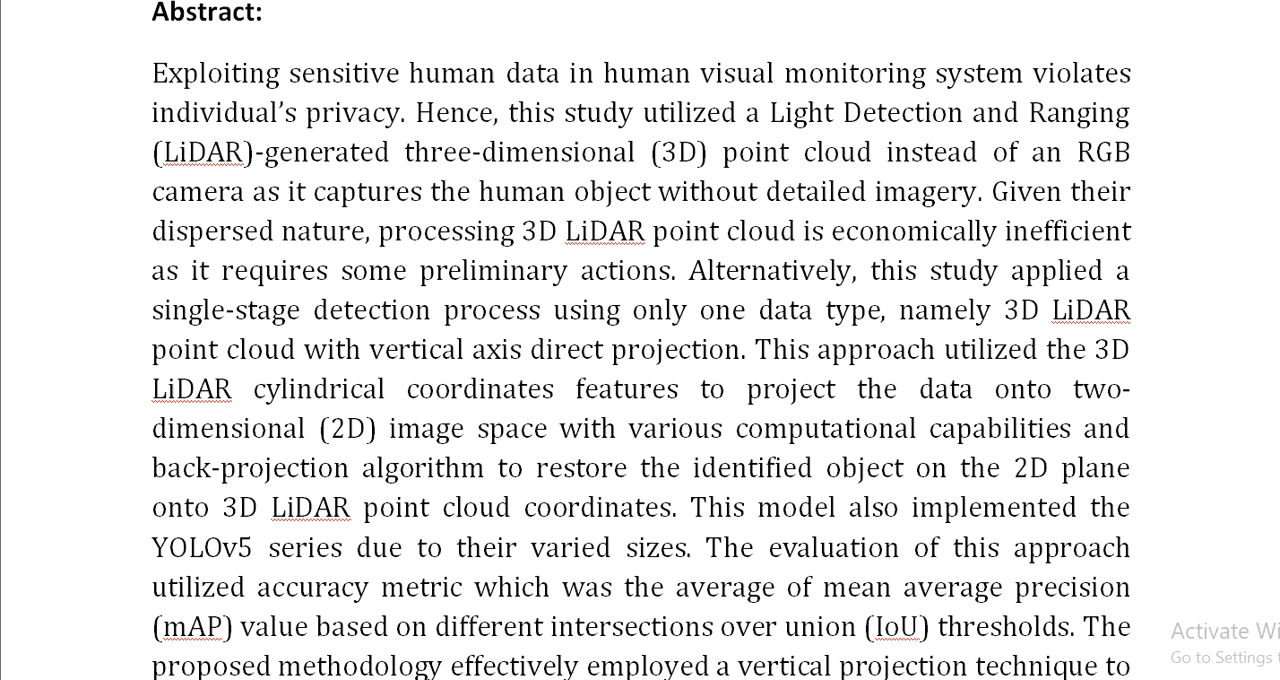 Abstract:
Exploiting sensitive human data in human visual monitoring system violates
individual’s privacy. Hence, this study utilized a Light Detection and Ranging
(LiDAR)-generated three-dimensional (3D) point cloud instead of an RGB
camera as it captures the human object without detailed imagery. Given their
dispersed nature, processing 3D LiDAR point cloud is economically inefficient
as it requires some preliminary actions. Alternatively, this study applied a
single-stage detection process using only one data type, namely 3D LiDAR
point cloud with vertical axis direct projection. This approach utilized the 3D
LiDAR cylindrical coordinates features to project the data onto two-
dimensional (2D) image space with various computational capabilities and
back-projection algorithm to restore the identified object on the 2D plane
onto 3D LiDAR point cloud coordinates. This model also implemented the
YOLOv5 series due to their varied sizes. The evaluation of this approach
utilized accuracy metric which was the average of mean average precision
(mAP) value based on different intersections over union (IoU) thresholds. The
proposed methodology effectively employed a vertical projection technique to
Activate Wi
Go to Settings t